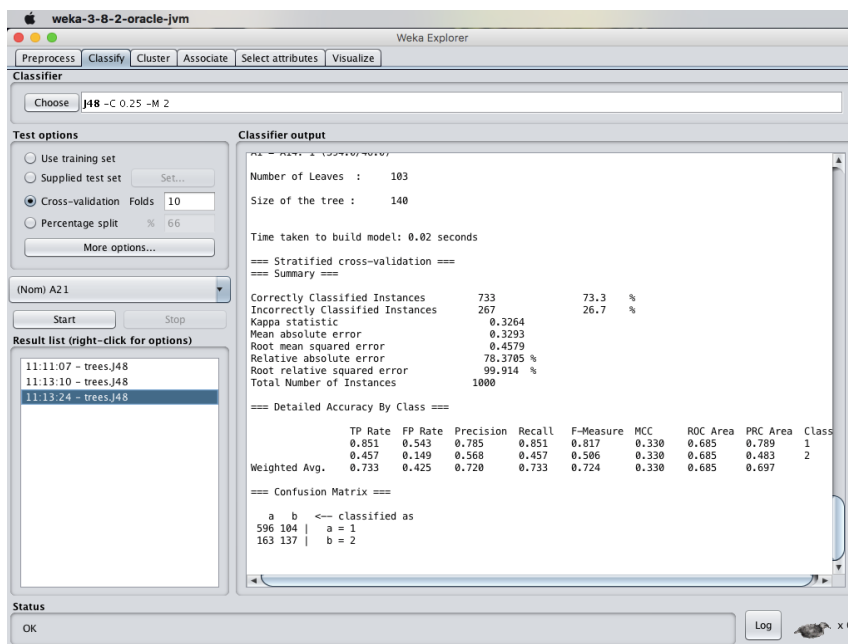 weka-3-8-2-oracle-jvm
Weka Explorer
Preprocess Classify Cluster Associate Select attributes Visualize
Classifier
Choose J48 -C 0.25 -M 2
Test options
Use training set
Supplied test set Set...
Cross-validation Folds 10
Percentage split % 66
More options...
(Nom) A21
Start Stop
Result list (right-click for options)
11:11:07 - trees.J48
11:13:10 - trees.J48
11:13:24 - trees.J48
Classifier output
Number of Leaves : 103
Size of the tree : 140
Time taken to build model: 0.02 seconds
=== Stratified cross-validation ===
=== Summary ===
Correctly Classified Instances 733 73.3 %
Incorrectly Classified Instances 267 26.7 %
Kappa statistic 0.3264
Mean absolute error 0.3293
Root mean squared error 0.4579
Relative absolute error 78.3705 %
Root relative squared error 99.914 %
Total Number of Instances 1000
=== Detailed Accuracy By Class ===
TP Rate FP Rate Precision Recall F-Measure MCC ROC Area PRC Area Class
0.851 0.543 0.785 0.851 0.817 0.330 0.685 0.789 1
0.457 0.149 0.568 0.457 0.506 0.330 0.685 0.483 2
Weighted Avg. 0.733 0.425 0.720 0.733 0.724 0.330 0.685 0.697
=== Confusion Matrix ===
a b <-- classified as
596 104 | a = 1
163 137 | b = 2
Status
OK
Log
x